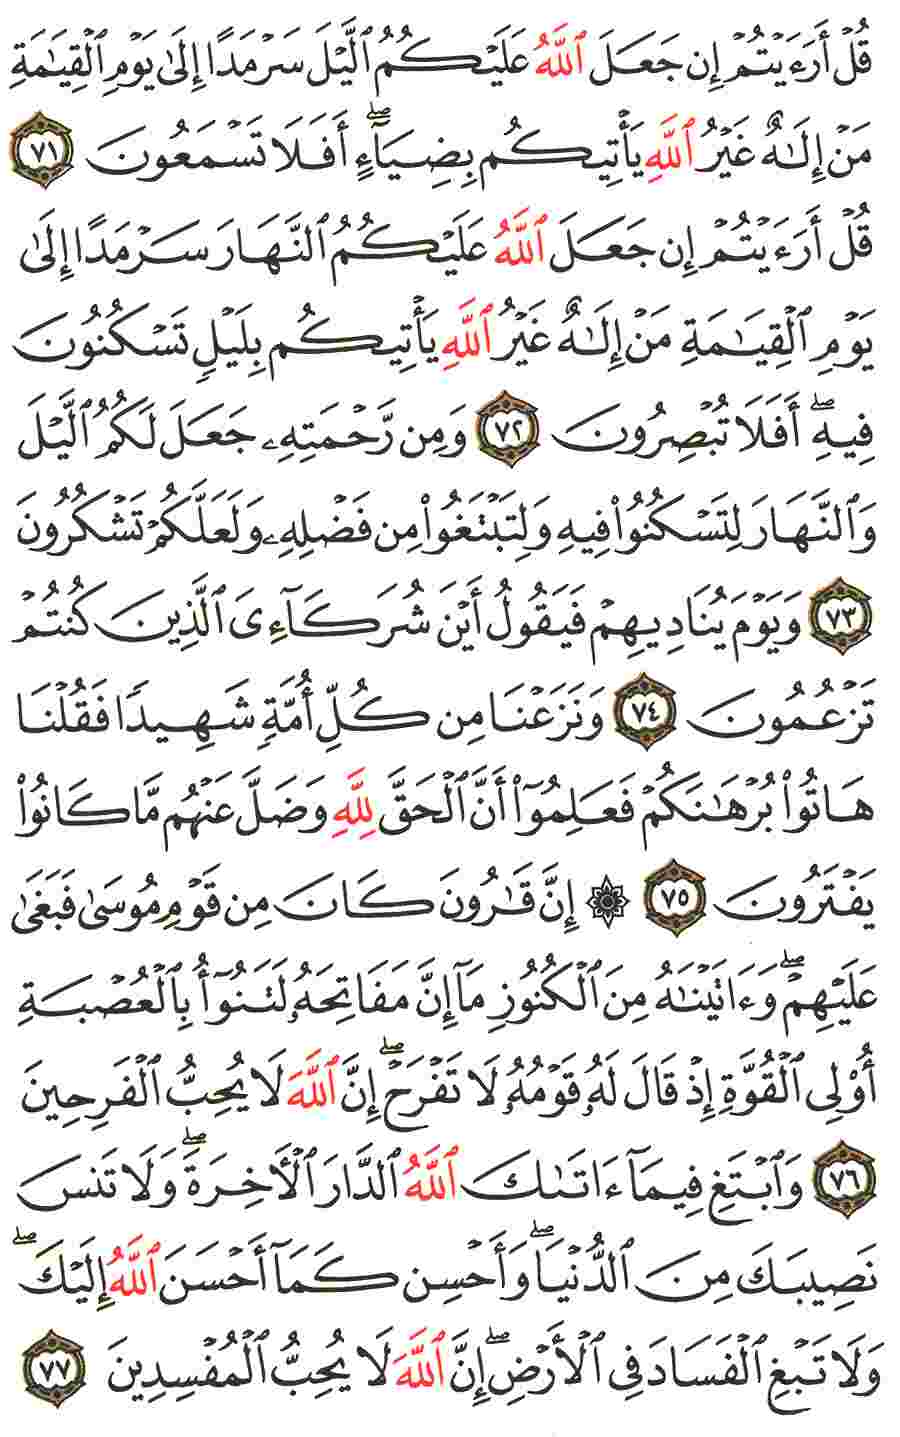 قُلۡ أَرَءَيۡتُمۡ إِن جَعَلَ ٱللَّهُ عَلَيۡكُمُ ٱلَّيۡلَ سَرۡمَدًا إِلَىٰ يَوۡمِ ٱلۡقِيَٰمَةِ
مَنۡ إِلَٰهٌ غَيۡرُ ٱللَّهِ يَأۡتِيكُم بِضِيَآءٍۖ أَفَلَا تَسۡمَعُونَ ٧١
قُلۡ أَرَءَيۡتُمۡ إِن جَعَلَ ٱللَّهُ عَلَيۡكُمُ ٱلنَّهَارَ سَرۡمَدًا إِلَىٰ
يَوۡمِ ٱلۡقِيَٰمَةِ مَنۡ إِلَٰهٌ غَيۡرُ ٱللَّهِ يَأۡتِيكُم بِلَيۡلٖ تَسۡكُنُونَ
فِيهِۖ أَفَلَا تُبۡصِرُونَ ٧٢ وَمِن رَّحۡمَتِهِۦ جَعَلَ لَكُمُ ٱلَّيۡلَ
وَٱلنَّهَارَ لِتَسۡكُنُواْ فِيهِ وَلِتَبۡتَغُواْ مِن فَضۡلِهِۦ وَلَعَلَّكُمۡ تَشۡكُرُونَ
٧٣ وَيَوۡمَ يُنَادِيهِمۡ فَيَقُولُ أَيۡنَ شُرَكَآءِيَ ٱلَّذِينَ كُنتُمۡ
تَزۡعُمُونَ ٧٤ وَنَزَعۡنَا مِن كُلِّ أُمَّةٖ شَهِيدٗا فَقُلۡنَا
هَاتُواْ بُرۡهَٰنَكُمۡ فَعَلِمُوٓاْ أَنَّ ٱلۡحَقَّ لِلَّهِ وَضَلَّ عَنۡهُم مَّا كَانُواْ
يَفۡتَرُونَ ٧٥ ۞ إِنَّ قَٰرُونَ كَانَ مِن قَوۡمِ مُوسَىٰ فَبَغَىٰ
عَلَيۡهِمۡۖ وَءَاتَيۡنَٰهُ مِنَ ٱلۡكُنُوزِ مَآ إِنَّ مَفَاتِحَهُۥ لَتَنُوٓأُ بِٱلۡعُصۡبَةِ
أُوْلِي ٱلۡقُوَّةِ إِذۡ قَالَ لَهُۥ قَوۡمُهُۥ لَا تَفۡرَحۡۖ إِنَّ ٱللَّهَ لَا يُحِبُّ ٱلۡفَرِحِينَ
٧٦ وَٱبۡتَغِ فِيمَآ ءَاتَىٰكَ ٱللَّهُ ٱلدَّارَ ٱلۡأٓخِرَةَۖ وَلَا تَنسَ
نَصِيبَكَ مِنَ ٱلدُّنۡيَاۖ وَأَحۡسِن كَمَآ أَحۡسَنَ ٱللَّهُ إِلَيۡكَۖ
وَلَا تَبۡغِ ٱلۡفَسَادَ فِي ٱلۡأَرۡضِۖ إِنَّ ٱللَّهَ لَا يُحِبُّ ٱلۡمُفۡسِدِينَ ٧٧